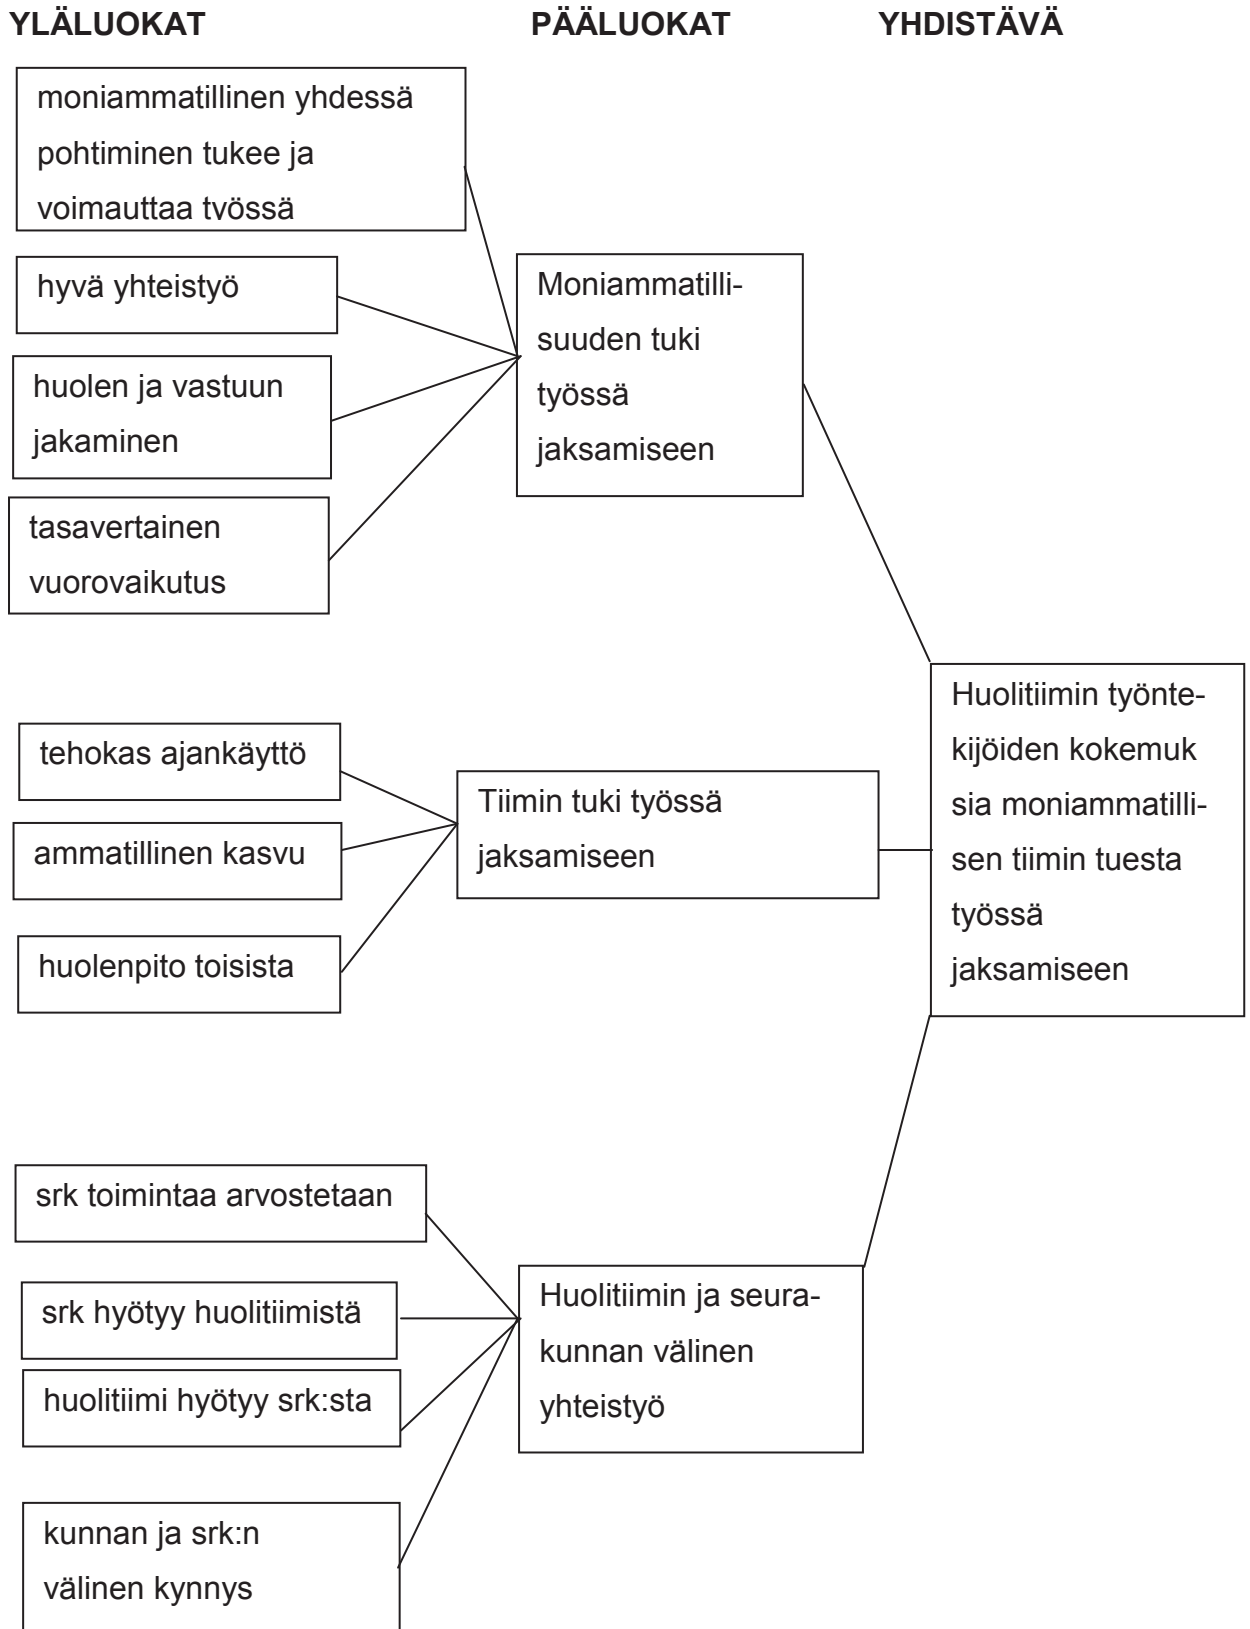 YLÄLUOKAT PÄÄLUOKAT YHDISTÄVÄ
moniammatillinen yhdessä
pohtiminen tukee ja
voimauttaa työssä
hyvä yhteistyö
huolen ja vastuun
jakaminen
tasavertainen
vuorovaikutus
Moniammatilli-
suuden tuki
työssä
jaksamiseen
tehokas ajankäyttö
ammatillinen kasvu
huolenpito toisista
Tiimin tuki työssä
jaksamiseen
Huolitiimin työnte-
kijöiden kokemuk
sia moniammatilli-
sen tiimin tuesta
työssä
jaksamiseen
srk toimintaa arvostetaan
srk hyötyy huolitiimistä
huolitiimi hyötyy srk:sta
kunnan ja srk:n
välinen kynnys
Huolitiimin ja seura-
kunnan välinen
yhteistyö